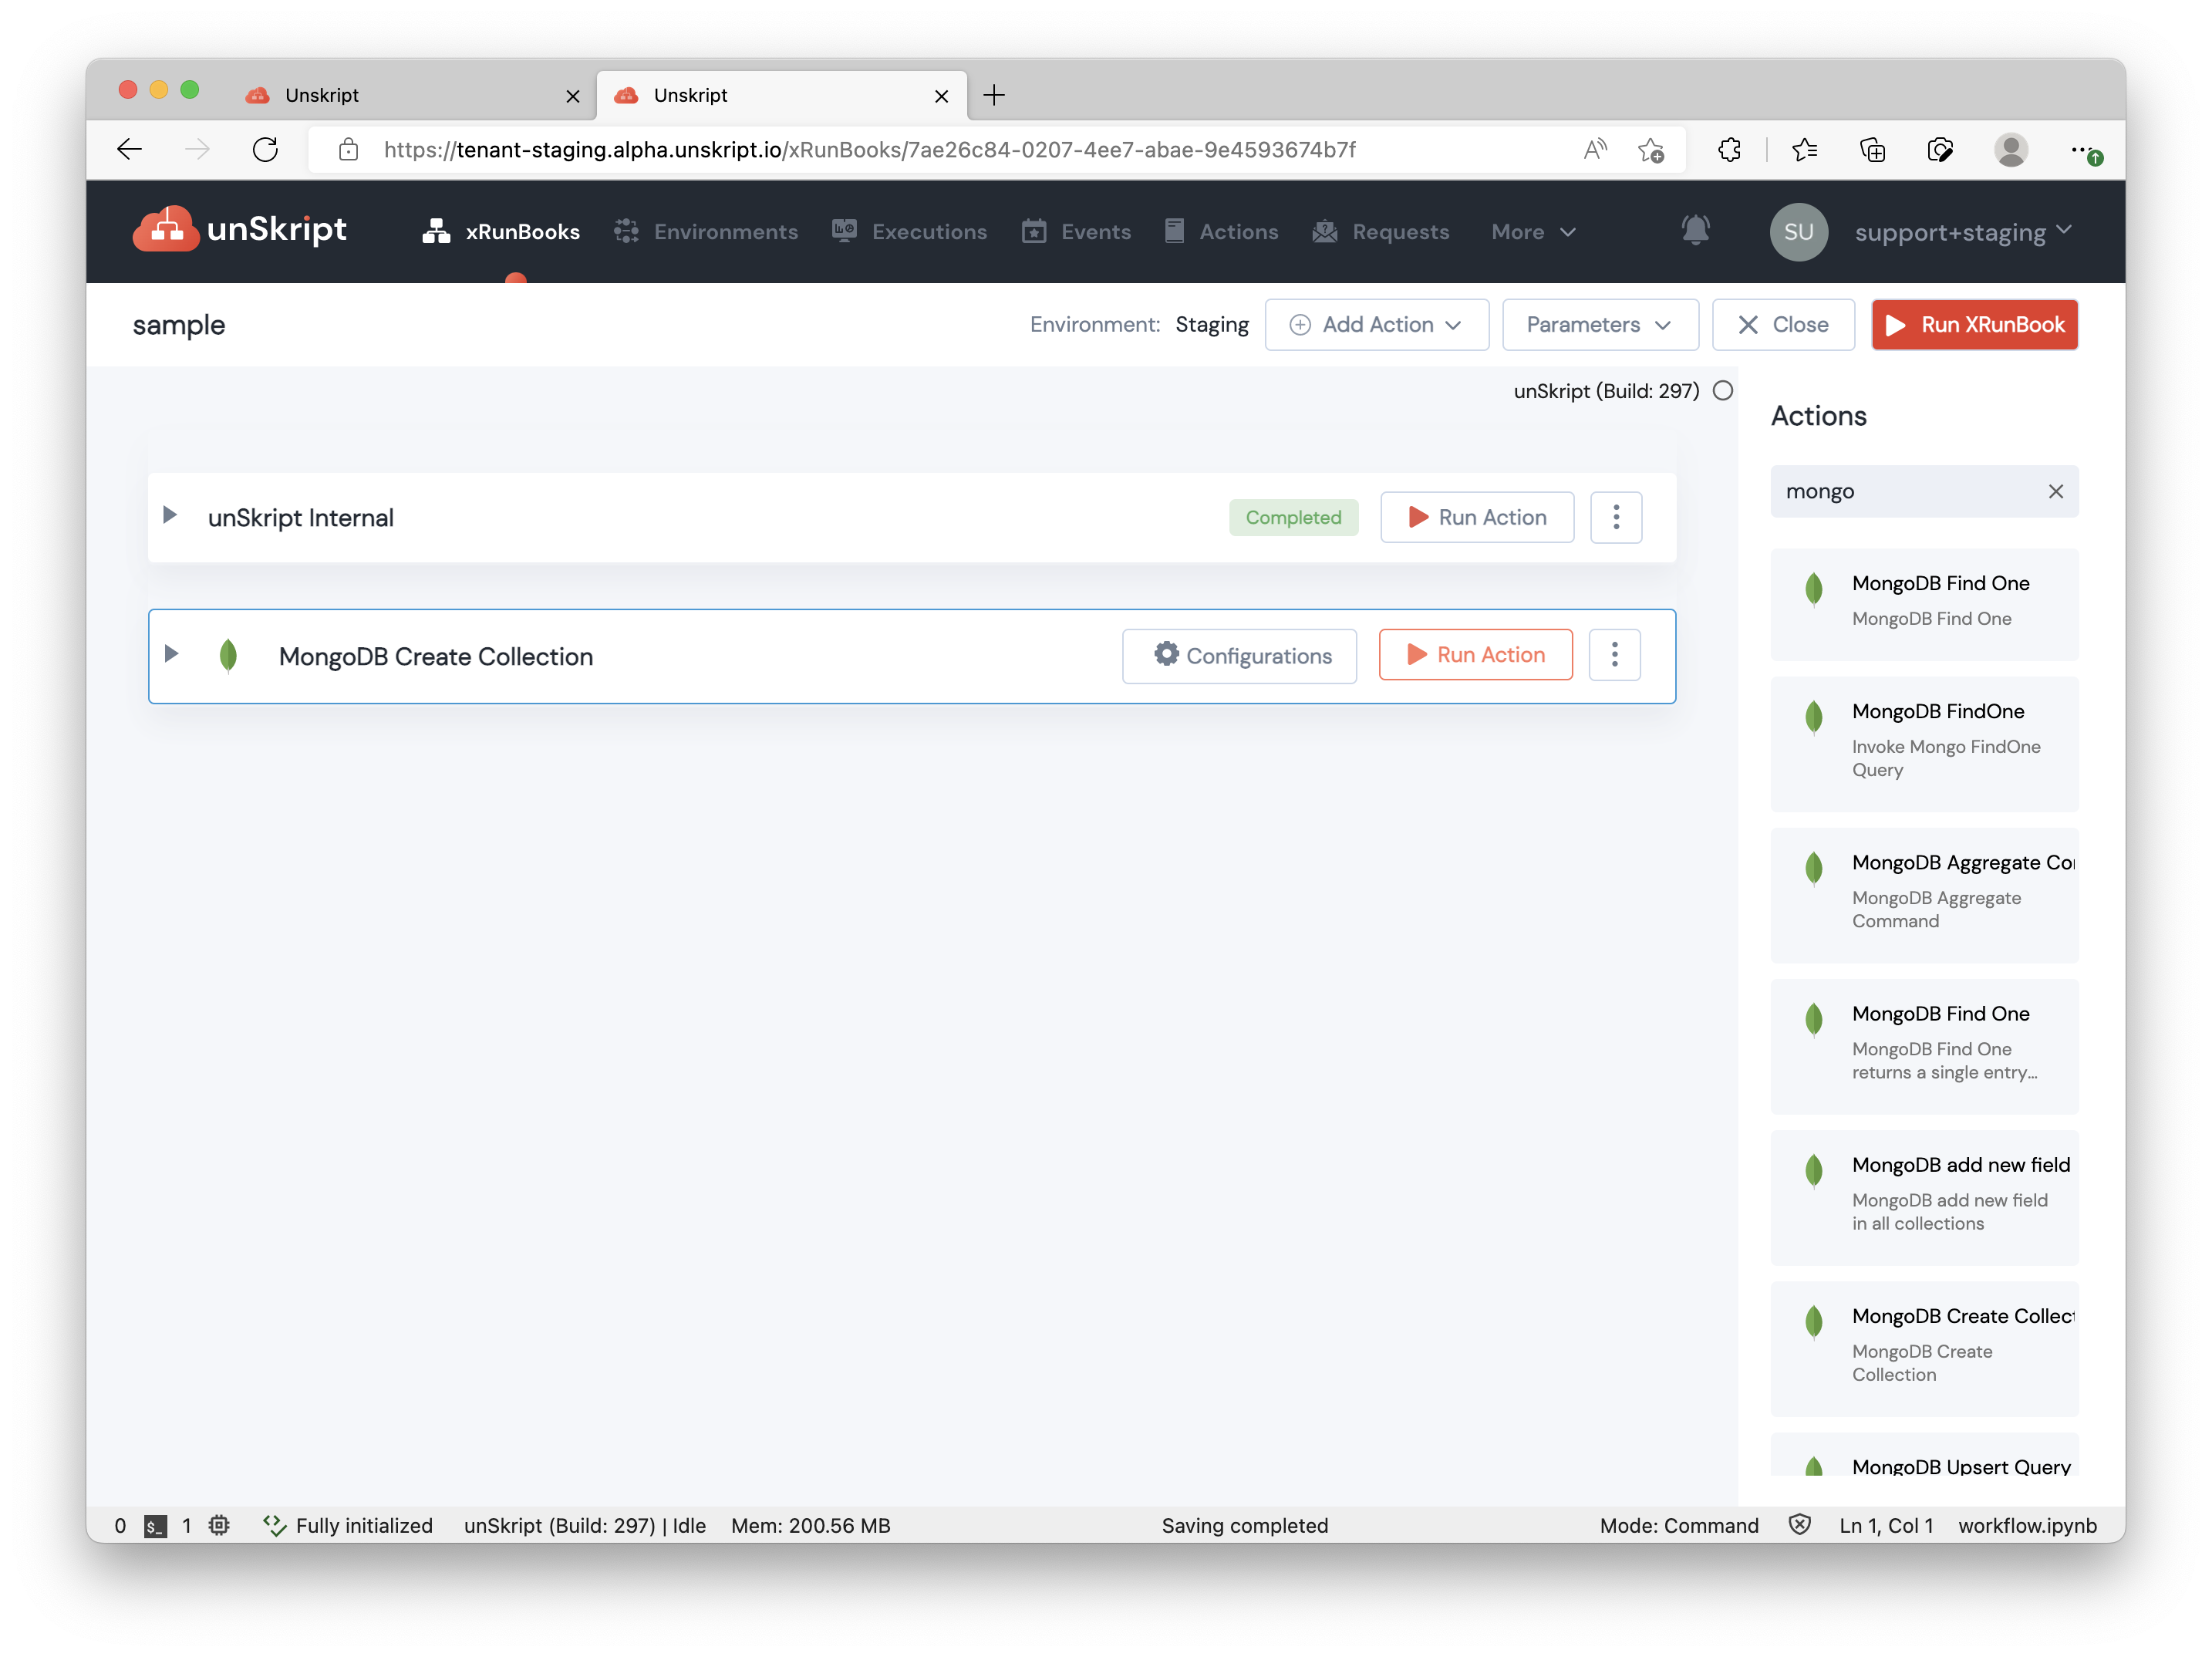 Unskript
Unskript
https://tenant-staging.alpha.unskript.io/xRunBooks/7ae26c84-0207-4ee7-abae-9e4593674b7f
unSkript xRunBooks Environments Executions Events Actions Requests More SU support+staging
sample Environment: Staging Add Action Parameters Close Run XRunBook
unSkript (Build: 297)
Actions
mongo
unSkript Internal Completed Run Action
MongoDB Create Collection Configurations Run Action
MongoDB Find One
MongoDB Find One
MongoDB FindOne
Invoke Mongo FindOne
Query
MongoDB Aggregate Co
MongoDB Aggregate
Command
MongoDB Find One
MongoDB Find One
returns a single entry...
MongoDB add new field
MongoDB add new field
in all collections
MongoDB Create Collect
MongoDB Create
Collection
MongoDB Upsert Query
0 $_ 1 Fully initialized unSkript (Build: 297) | Idle Mem: 200.56 MB Saving completed Mode: Command Ln 1, Col 1 workflow.ipynb